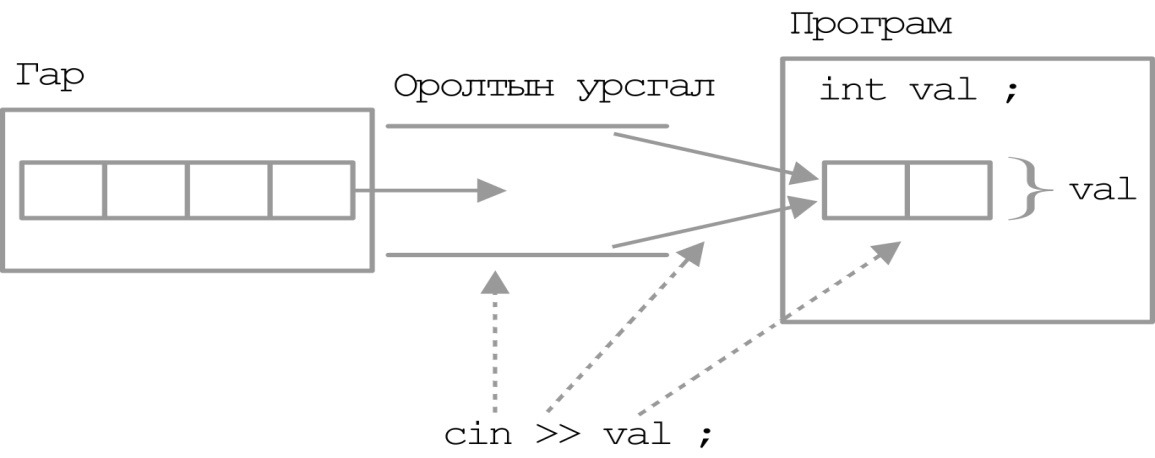 Програм
Гар
Оролтын урсгал
int val ;
val
cin >> val ;